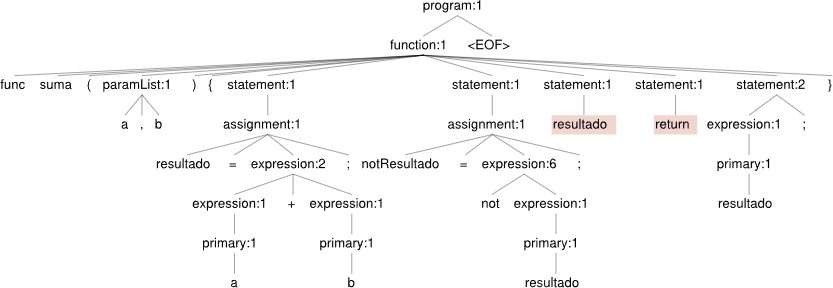 program:1
function:1 <EOF>
func suma ( paramList:1 ) { statement:1 statement:1 statement:1 statement:1 statement:2 }
a , b assignment:1 assignment:1 resultado return expression:1 ;
resultado = expression:2 ; notResultado = expression:6 ; primary:1
expression:1 + expression:1 not expression:1 resultado
primary:1 primary:1 primary:1
a b resultado